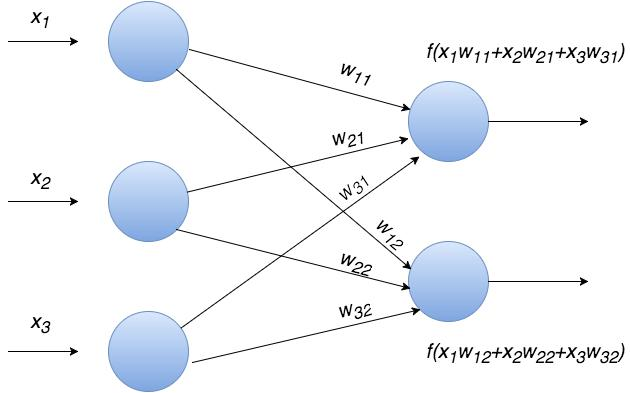 x₁
f(x₁w₁₁+x₂w₂₁+x₃w₃₁)
w₁₁
w₂₁
x₂
w₃₁
w₁₂
w₂₂
w₃₂
x₃
f(x₁w₁₂+x₂w₂₂+x₃w₃₂)